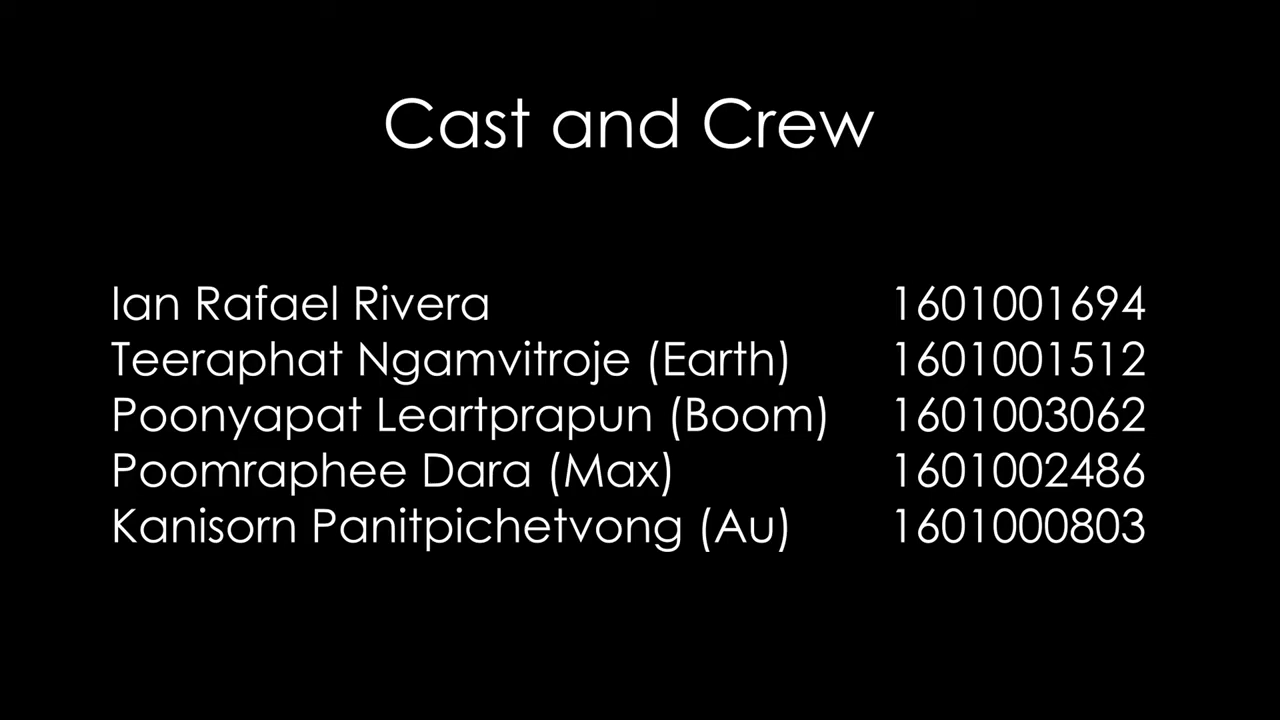 Cast and Crew
Ian Rafael Rivera 1601001694
Teeraphat Ngamvitroje (Earth) 1601001512
Poonyapat Leartprapun (Boom) 1601003062
Poomraphee Dara (Max) 1601002486
Kanisorn Panitpichetvong (Au) 1601000803